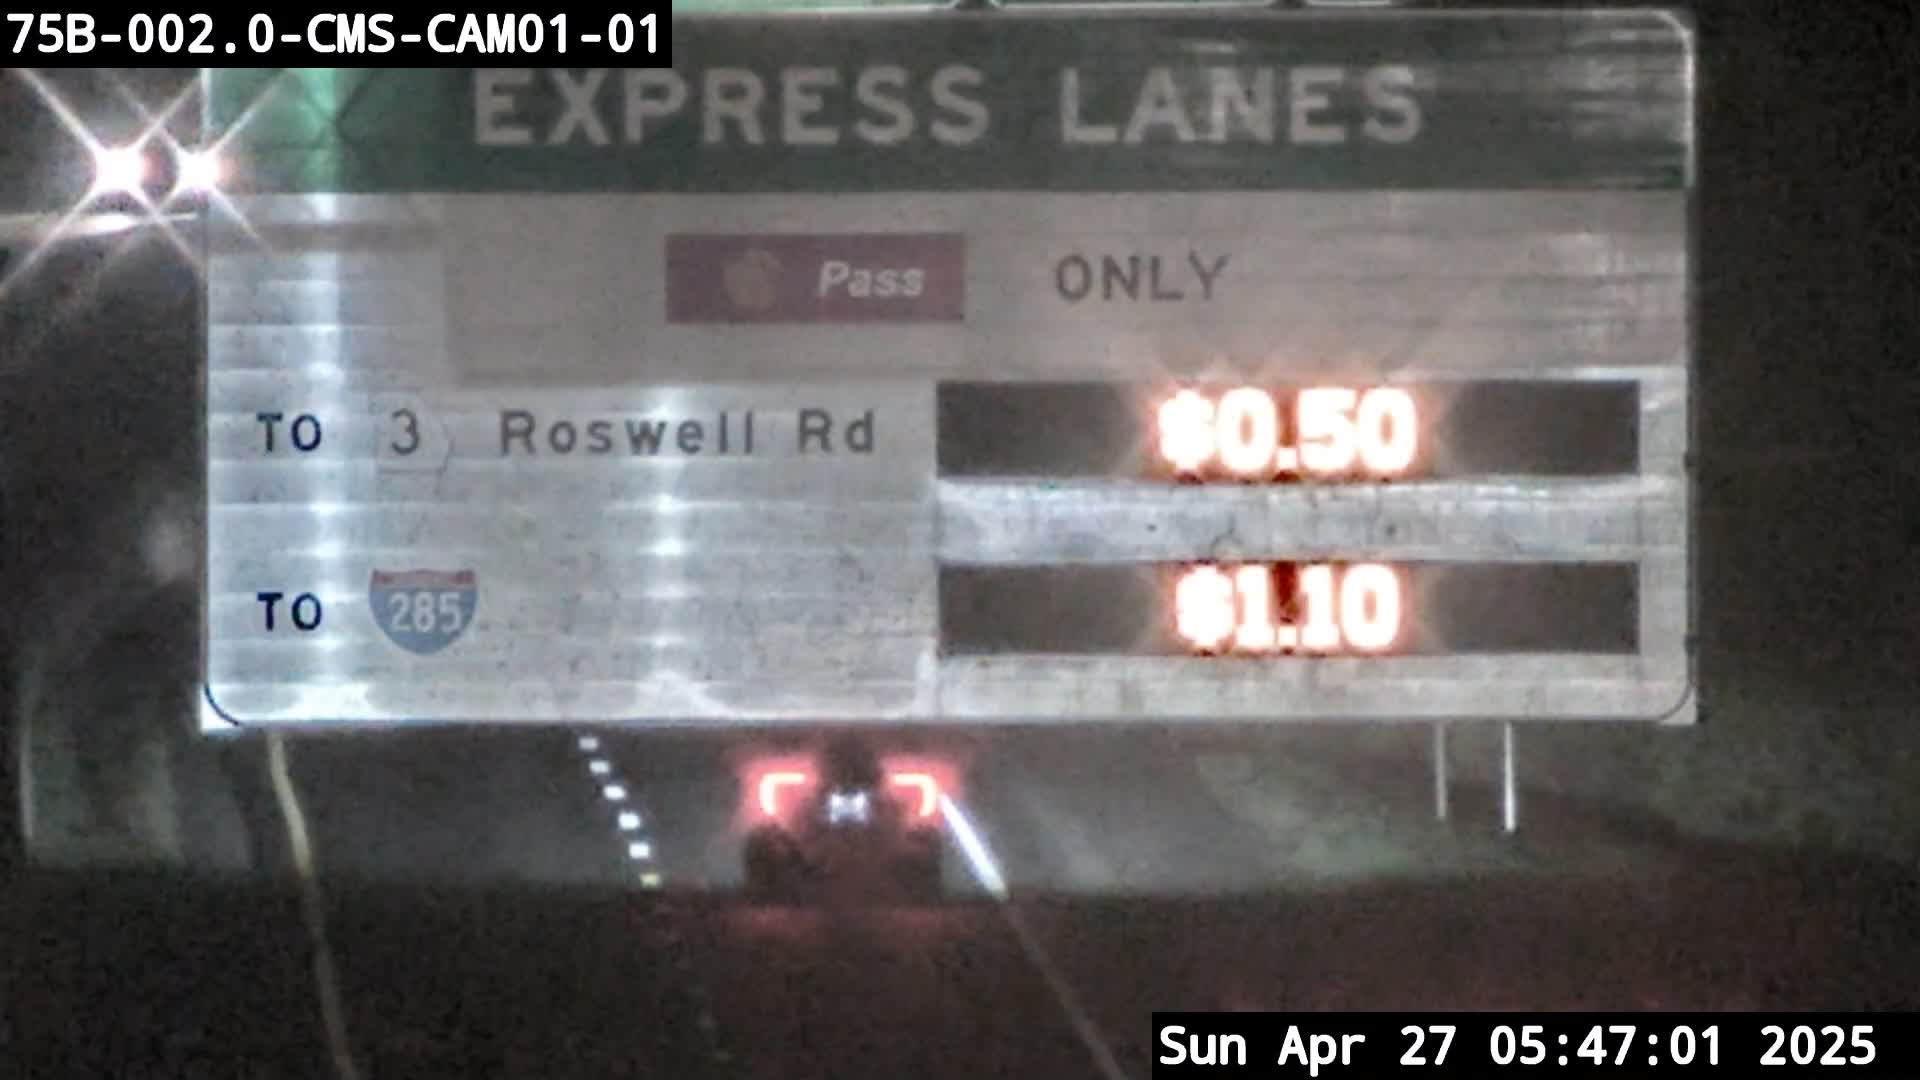 75B-002.0-CMS-CAM01-01
EXPRESS LANES
Pass ONLY
TO 3 Roswell Rd $0.50
TO 285 $1.10
Sun Apr 27 05:47:01 2025